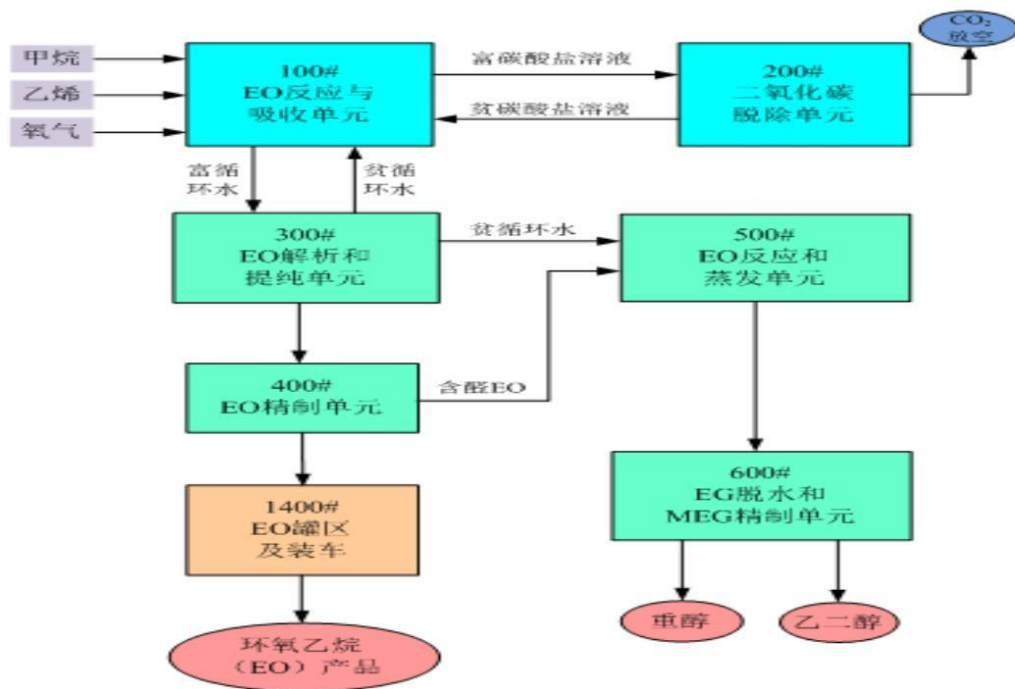 CO2
放空
甲烷
乙烯
氧气
100#
EO反应与
吸收单元
富碳酸盐溶液
贫碳酸盐溶液
200#
二氧化碳
脱除单元
富循
环水
贫循
环水
300#
EO解析和
提纯单元
贫循环水
500#
EO反应和
蒸发单元
400#
EO精制单元
含醛EO
1400#
EO罐区
及装车
600#
EG脱水和
MEG精制单元
环氧乙烷
（EO）产品
重醇
乙二醇